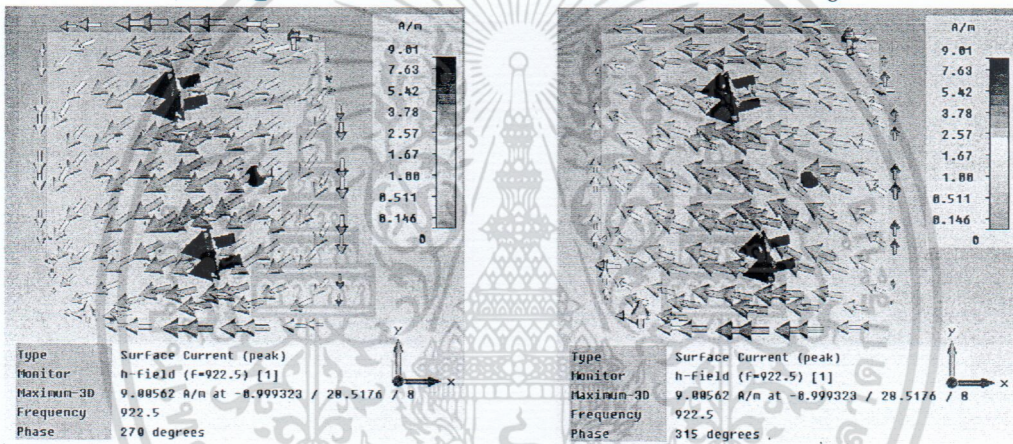 A/m
9.01
7.63
5.42
3.78
2.57
1.67
1.00
0.511
0.146
0
y
x
Type Surface Current (peak)
Monitor h-field (f=922.5) [1]
Maximum-3D 9.00562 A/m at -0.999323 / 20.5176 / 8
Frequency 922.5
Phase 270 degrees
A/m
9.01
7.63
5.42
3.78
2.57
1.67
1.00
0.511
0.146
0
y
x
Type Surface Current (peak)
Monitor h-field (f=922.5) [1]
Maximum-3D 9.00562 A/m at -0.999323 / 20.5176 / 8
Frequency 922.5
Phase 315 degrees